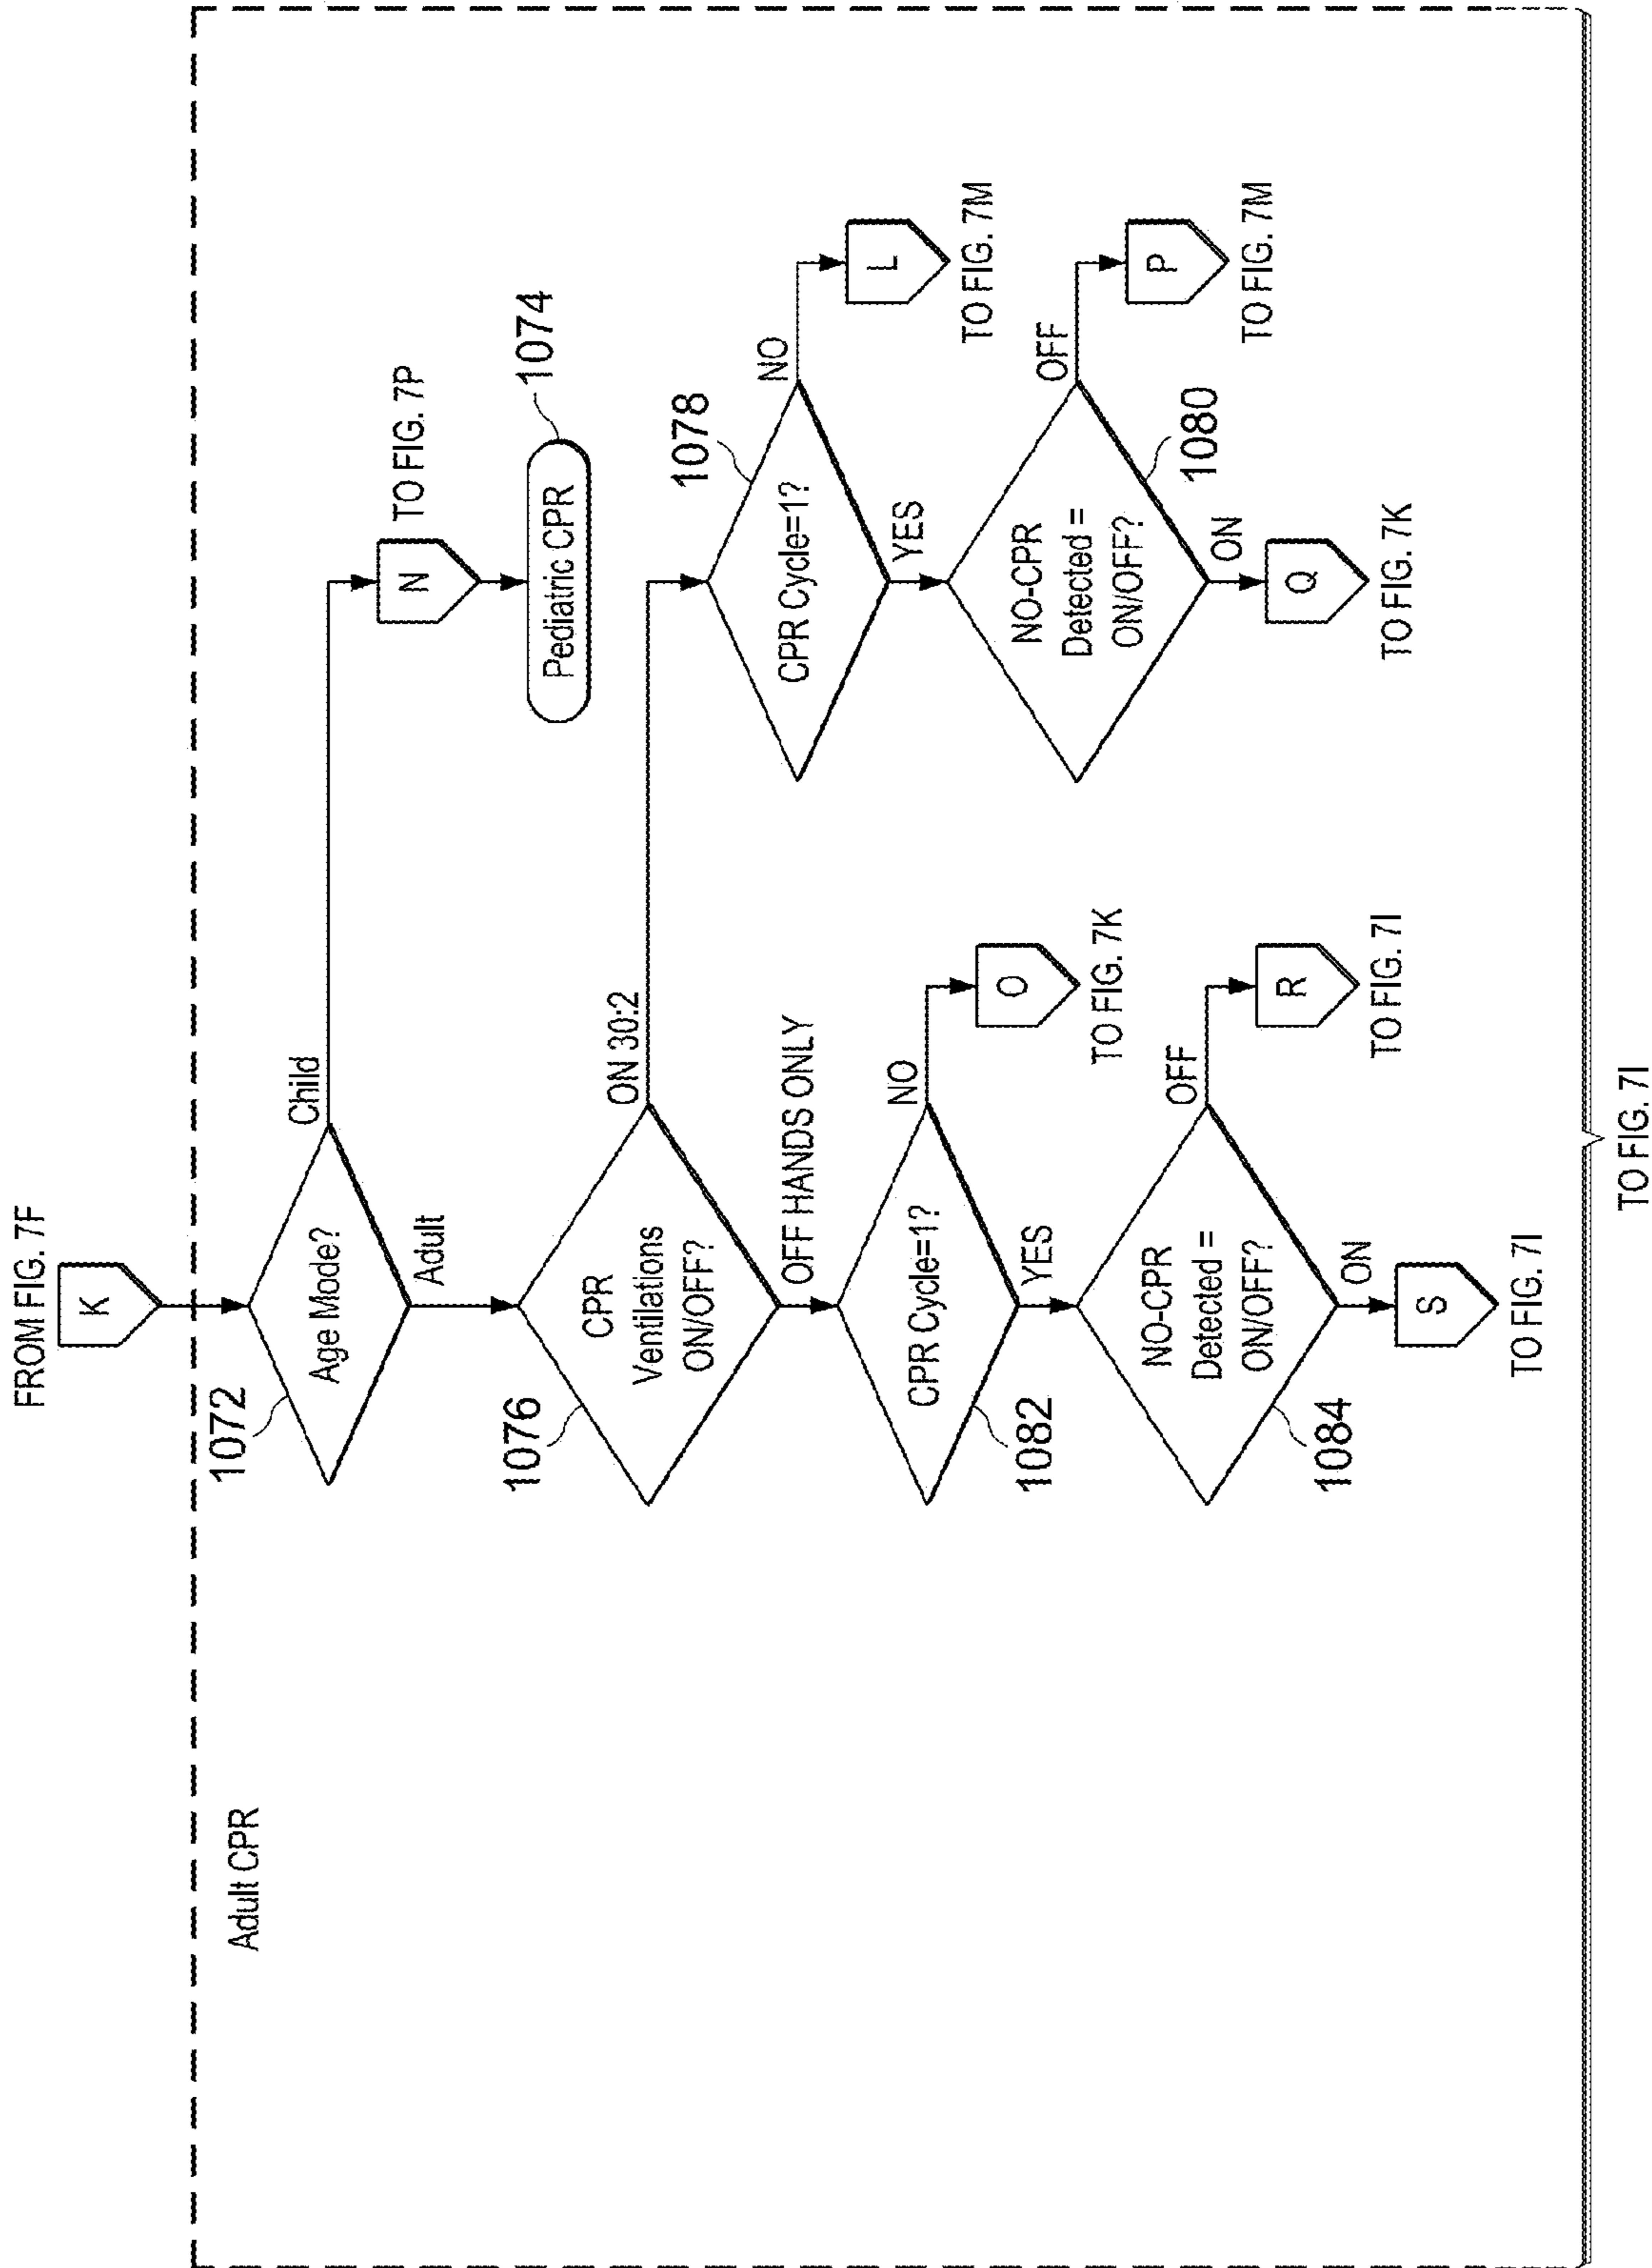 FROM FIG. 7F
K
Adult CPR
1072
Age Mode?
Child
Adult
N
TO FIG. 7P
Pediatric CPR
1074
1076
CPR
Ventilations
ON/OFF?
ON 30:2
OFF HANDS ONLY
1078
CPR Cycle=1?
NO
YES
L
TO FIG. 7M
1082
CPR Cycle=1?
NO
YES
O
TO FIG. 7K
NO-CPR
Detected =
ON/OFF?
1080
OFF
ON
P
TO FIG. 7M
Q
TO FIG. 7K
1084
NO-CPR
Detected =
ON/OFF?
OFF
ON
R
TO FIG. 7I
S
TO FIG. 7I
TO FIG. 7I